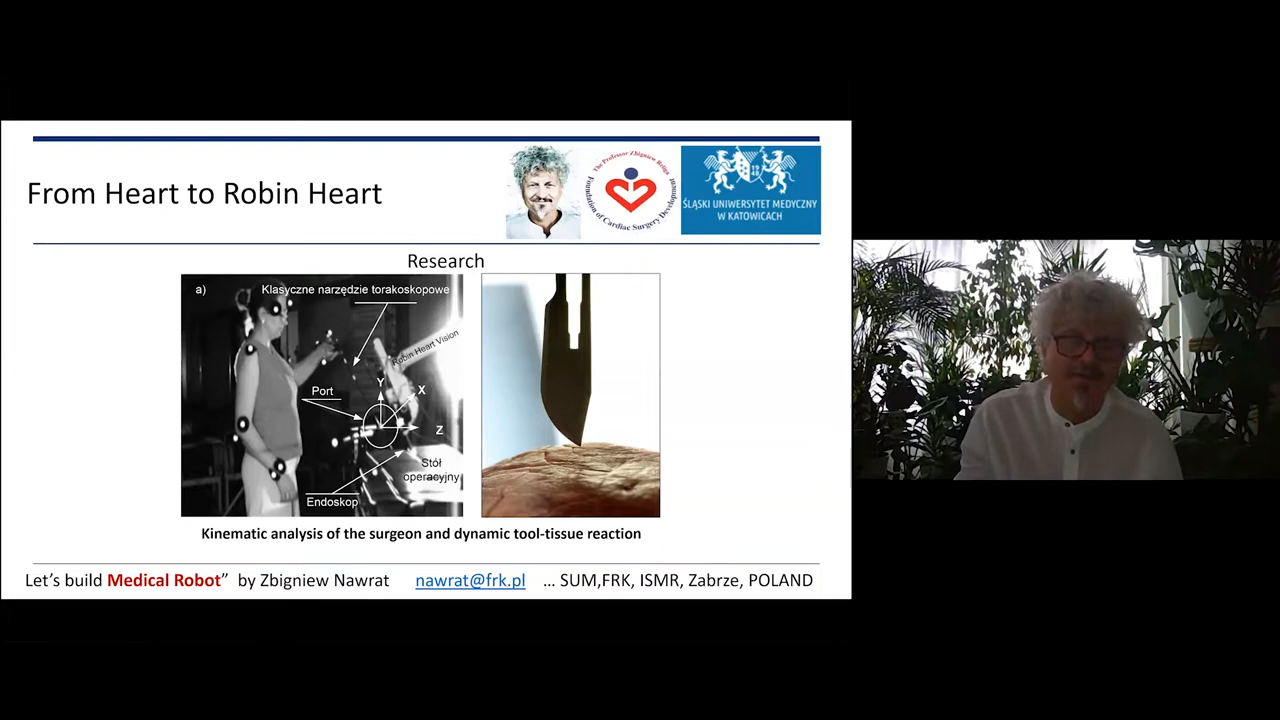 From Heart to Robin Heart
The Professor Zbigniew Religa
Foundation of Cardiac Surgery Development
ŚLĄSKI UNIWERSYTET MEDYCZNY
W KATOWICACH
Research
a)
Klasyczne narzędzie torakoskopowe
Robin Heart Vision
Port
Y
X
Z
Stół
operacyjny
Endoskop
Kinematic analysis of the surgeon and dynamic tool-tissue reaction
Let's build Medical Robot” by Zbigniew Nawrat nawrat@frk.pl ... SUM,FRK, ISMR, Zabrze, POLAND